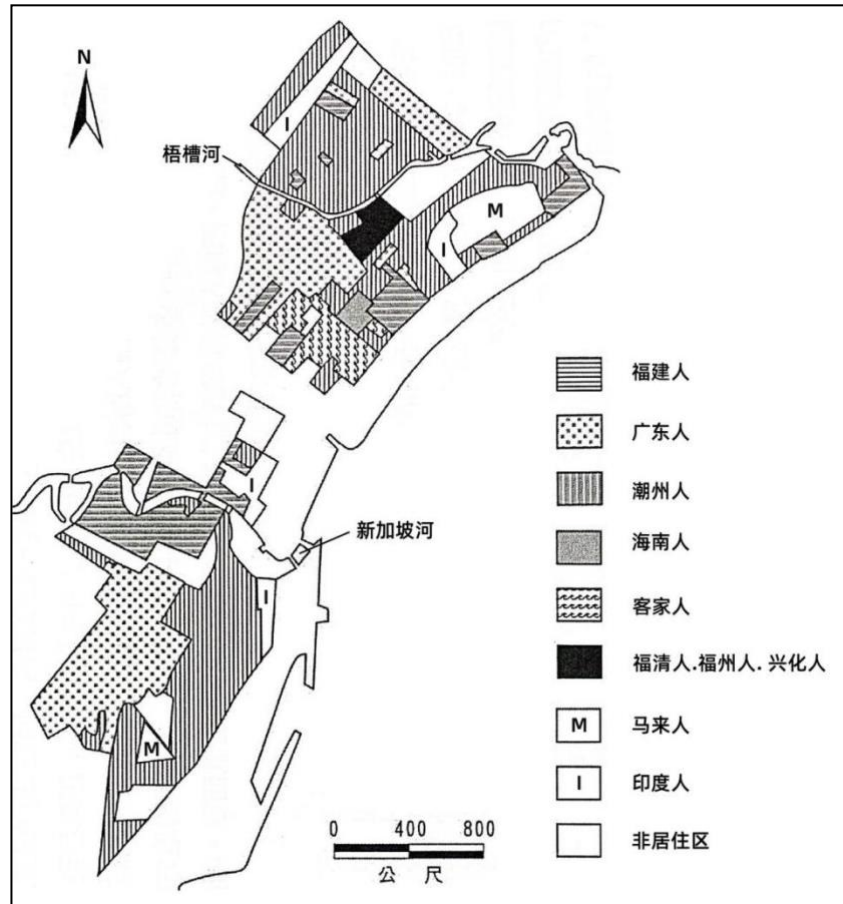 N
梧槽河
I
M
I
I
新加坡河
I
M
福建人
广东人
潮州人
海南人
客家人
福清人.福州人. 兴化人
M 马来人
I 印度人
非居住区
0 400 800
公 尺